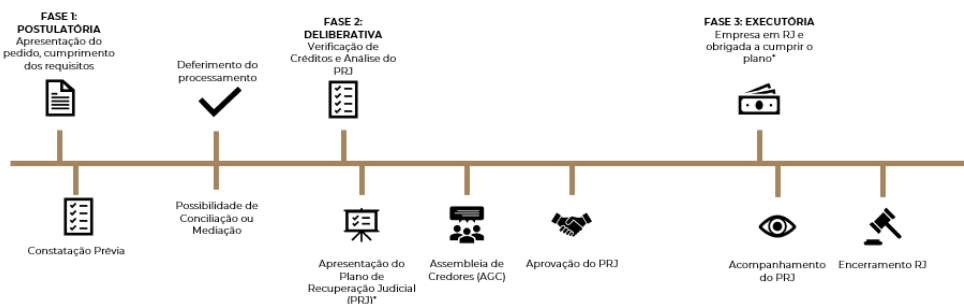 FASE 1:
POSTULATÓRIA
Apresentação do
pedido, cumprimento
dos requisitos
Deferimento do
processamento
FASE 2:
DELIBERATIVA
Verificação de
Créditos e Análise do
PRJ
FASE 3: EXECUTÓRIA
Empresa em RJ e
obrigada a cumprir o
plano*
Constatação Prévia
Possibilidade de
Conciliação ou
Mediação
Apresentação do
Plano de
Recuperação Judicial
(PRJ)*
Assembleia de
Credores (AGC)
Aprovação do PRJ
Acompanhamento
do PRJ
Encerramento RJ